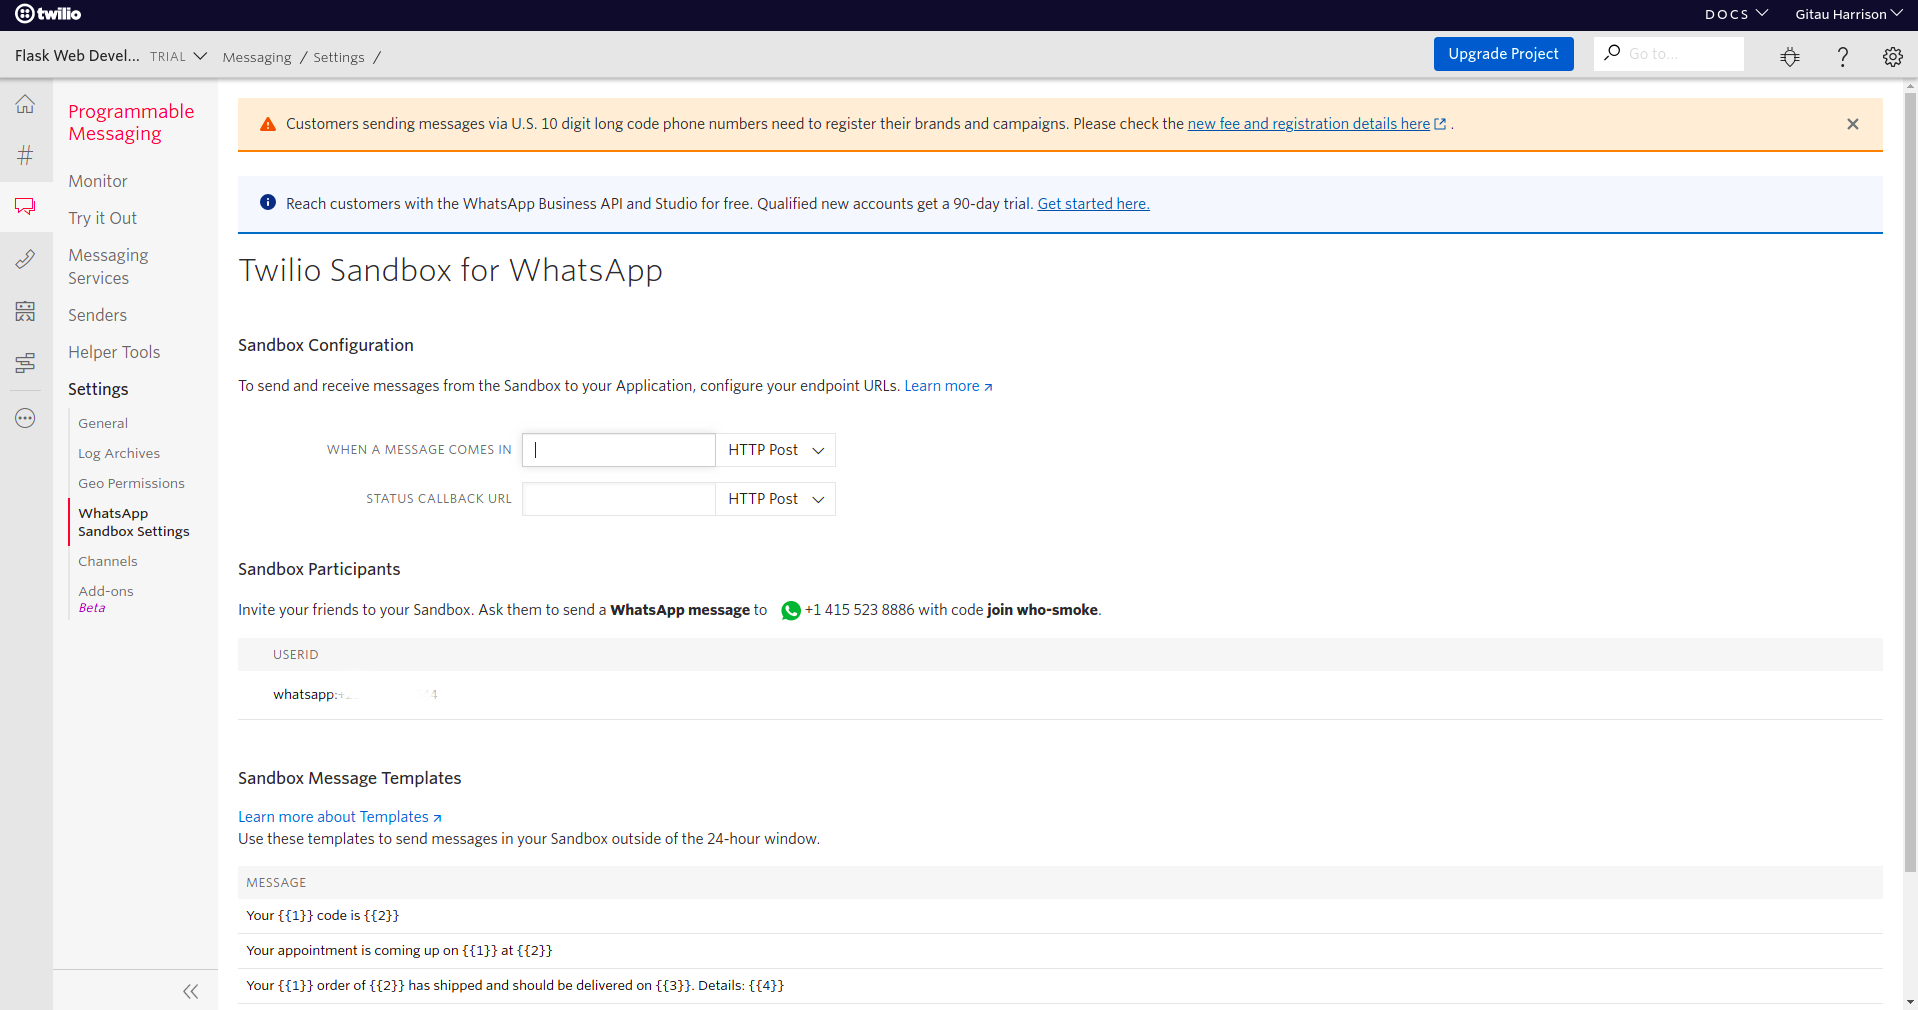 twilio
DOCS
Gitau Harrison
Flask Web Devel... TRIAL
Messaging / Settings /
Upgrade Project
Go to...
Programmable
Messaging
Monitor
Try it Out
Messaging
Services
Senders
Helper Tools
Settings
General
Log Archives
Geo Permissions
WhatsApp
Sandbox Settings
Channels
Add-ons
Beta
Customers sending messages via U.S. 10 digit long code phone numbers need to register their brands and campaigns. Please check the new fee and registration details here .
Reach customers with the WhatsApp Business API and Studio for free. Qualified new accounts get a 90-day trial. Get started here.
Twilio Sandbox for WhatsApp
Sandbox Configuration
To send and receive messages from the Sandbox to your Application, configure your endpoint URLs. Learn more
WHEN A MESSAGE COMES IN HTTP Post
STATUS CALLBACK URL HTTP Post
Sandbox Participants
Invite your friends to your Sandbox. Ask them to send a WhatsApp message to +1 415 523 8886 with code join who-smoke.
USERID
whatsapp:
Sandbox Message Templates
Learn more about Templates
Use these templates to send messages in your Sandbox outside of the 24-hour window.
MESSAGE
Your {{1}} code is {{2}}
Your appointment is coming up on {{1}} at {{2}}
Your {{1}} order of {{2}} has shipped and should be delivered on {{3}}. Details: {{4}}